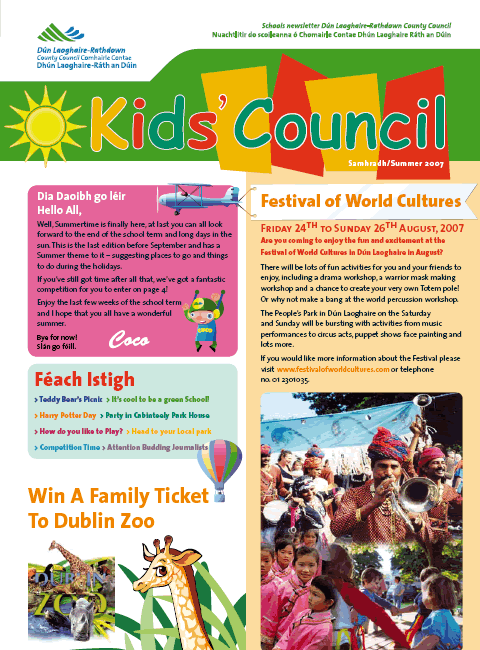 Schools newsletter Dún Laoghaire-Rathdown County Council
Nuachtlitir do scoileanna ó Chomairle Contae Dhún Laoghaire Ráth an Dúin
Dún Laoghaire-Rathdown
County Council Comhairle Contae
Dhún Laoghaire-Ráth an Dúin
Kids' Council
Samhradh/Summer 2007
Dia Daoibh go léir
Hello All,
Well, Summertime is finally here, at last you can all look
forward to the end of the school term and long days in the
sun. This is the last edition before September and has a
Summer theme to it – suggesting places to go and things
to do during the holidays.
If you've still got time after all that, we've got a fantastic
competition for you to enter on page 4!
Enjoy the last few weeks of the school term
and I hope that you all have a wonderful
summer.
Bye for now!
Slán go fóill.
Coco
Féach Istigh
> Teddy Bear's Picnic > It's cool to be a green School!
> Harry Potter Day > Party in Cabinteely Park House
> How do you like to Play? > Head to your Local park
> Competition Time > Attention Budding Journalists
Win A Family Ticket
To Dublin Zoo
DUBLIN
ZOO
Festival of World Cultures
Friday 24TH to Sunday 26TH August, 2007
Are you coming to enjoy the fun and excitement at the
Festival of World Cultures in Dún Laoghaire in August?
There will be lots of fun activities for you and your friends to
enjoy, including a drama workshop, a warrior mask making
workshop and a chance to create your very own Totem pole!
Or why not make a bang at the world percussion workshop.
The People's Park in Dún Laoghaire on the Saturday
and Sunday will be bursting with activities from music
performances to circus acts, puppet shows face painting and
lots more.
If you would like more information about the Festival please
visit www.festivalofworldcultures.com or telephone
no. 01 2301035.